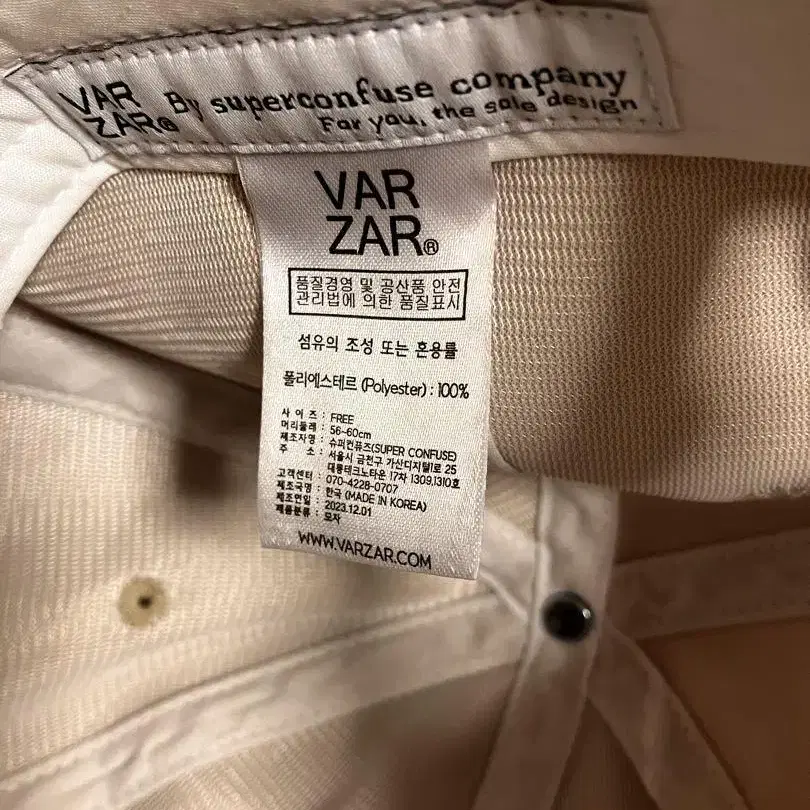 VAR
ZAR® By superconfuse company
For you, the sole design
VAR
ZAR®
품질경영 및 공산품 안전
관리법에 의한 품질표시
섬유의 조성 또는 혼용률
폴리에스테르 (Polyester) : 100%
사 이 즈 : FREE
머리둘레 : 56~60cm
제조자명 : 슈퍼컨퓨즈(SUPER CONFUSE)
주 소 : 서울시 금천구 가산디지털1로 25
대륭테크노타운 17차 1309,1310호
고객센터 : 070-4228-0707
제조국명 : 한국 (MADE IN KOREA)
제조연일 : 2023.12.01
제품분류 : 모자
WWW.VARZAR.COM